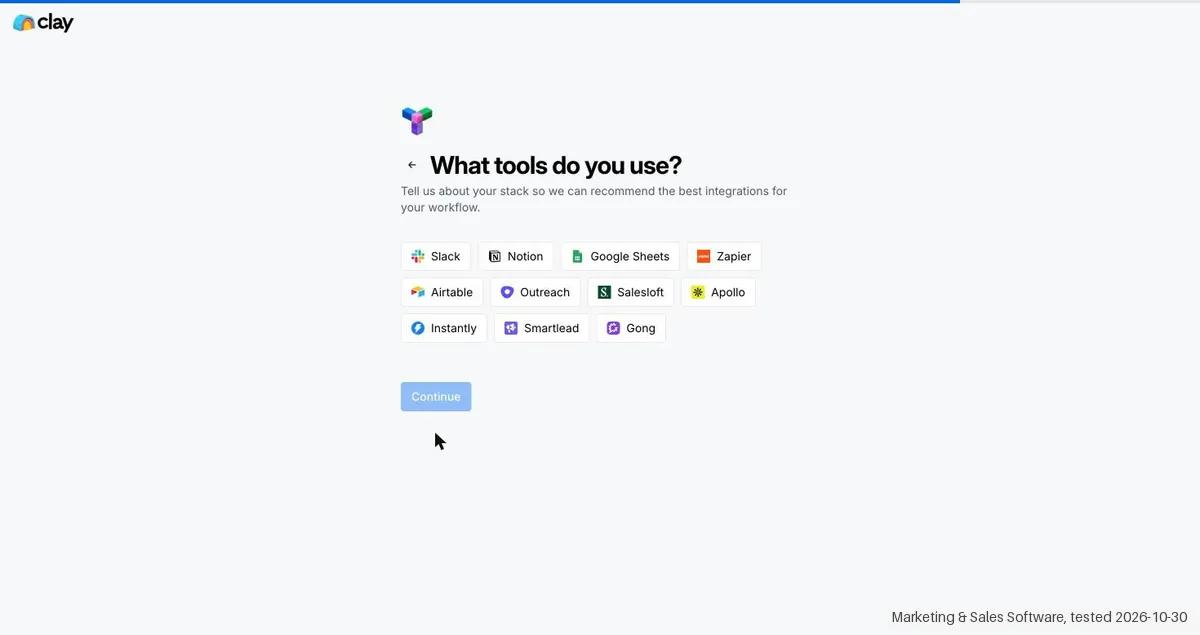 clay
What tools do you use?
Tell us about your stack so we can recommend the best integrations for
your workflow.
Slack Notion Google Sheets Zapier
Airtable Outreach Salesloft Apollo
Instantly Smartlead Gong
Continue
Marketing & Sales Software, tested 2026-10-30